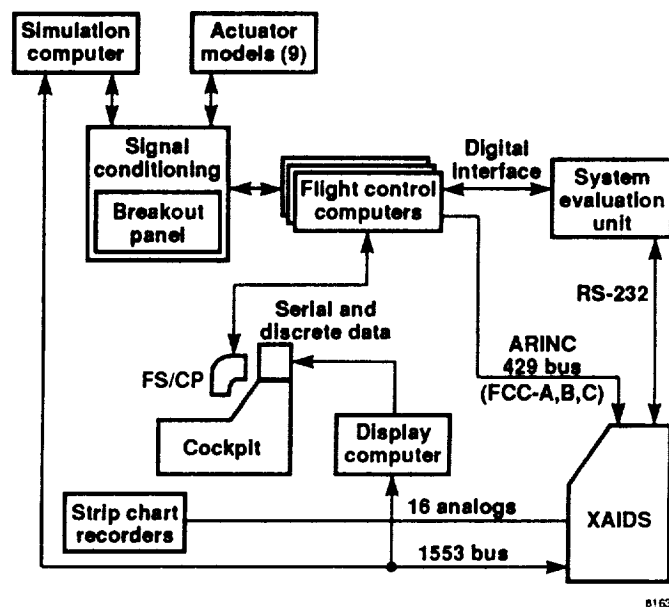 Simulation
computer
Actuator
models (9)
Signal
conditioning
Breakout
panel
Flight control
computers
Digital
interface
System
evaluation
unit
RS-232
Serial and
discrete data
FS/CP
Cockpit
ARINC
429 bus
(FCC-A,B,C)
Display
computer
XAIDS
Strip chart
recorders
16 analogs
1553 bus
8163